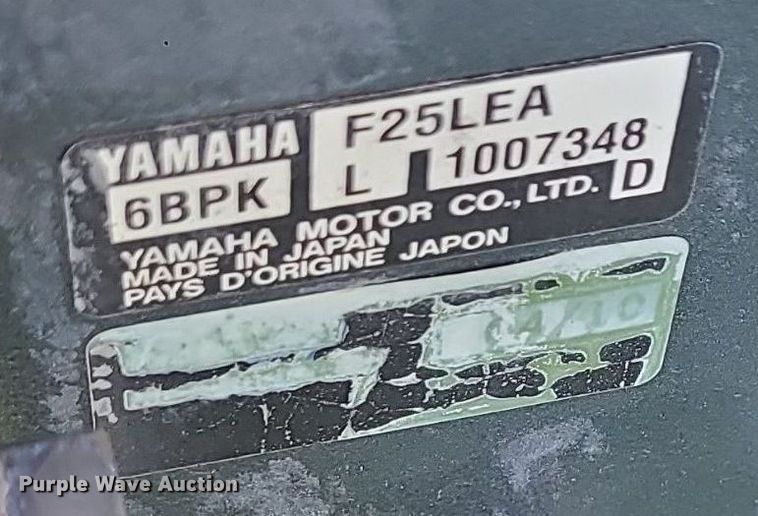 YAMAHA F25LEA
6BPK L 1007348 D
YAMAHA MOTOR CO., LTD.
MADE IN JAPAN
PAYS D'ORIGINE JAPON
Purple Wave Auction